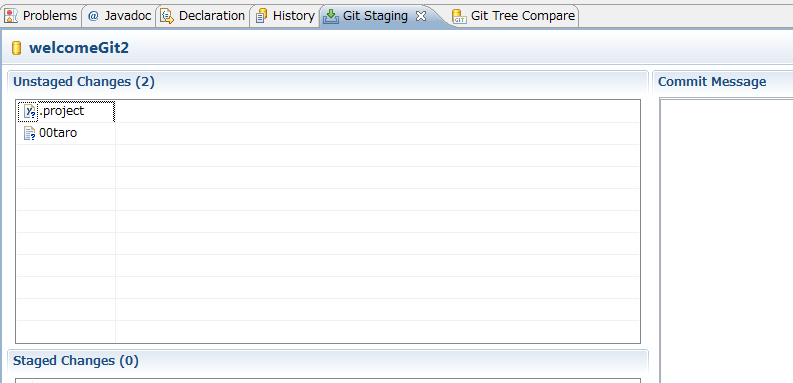 Problems @ Javadoc Declaration History Git Staging Git Tree Compare
welcomeGit2
Unstaged Changes (2)
Commit Message
.project
00taro
Staged Changes (0)